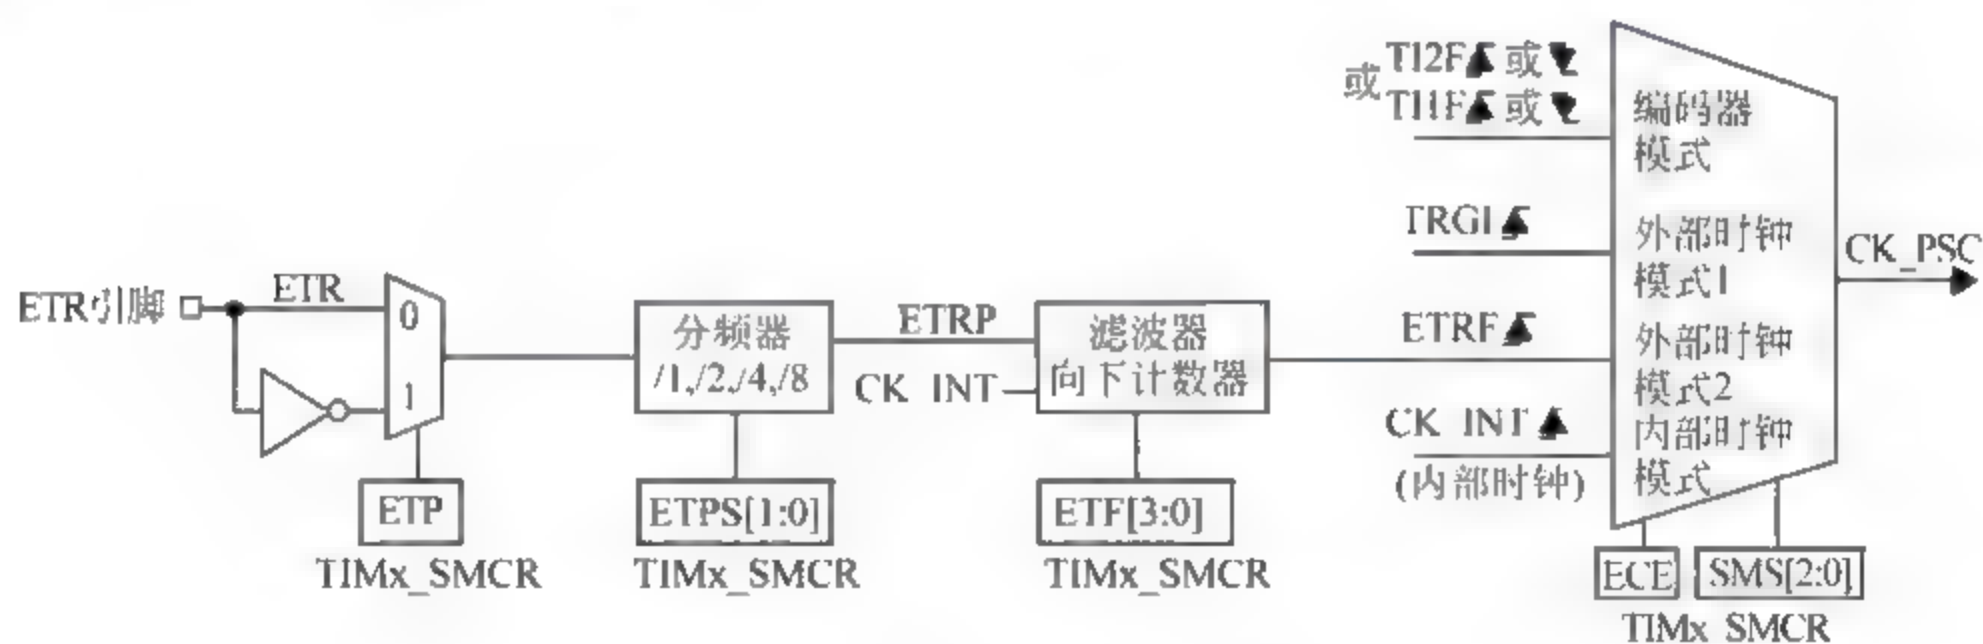 TI2F 或
或
TI1F 或
编码器
模式
TRGI
外部时钟
模式1
CK_PSC
ETR引脚
ETR
0
1
分频器
/1,/2,/4,/8
ETRP
CK_INT
滤波器
向下计数器
ETRF
外部时钟
模式2
CK_INT
(内部时钟)
内部时钟
模式
ETP
TIMx_SMCR
ETPS[1:0]
TIMx_SMCR
ETF[3:0]
TIMx_SMCR
ECE
SMS[2:0]
TIMx_SMCR